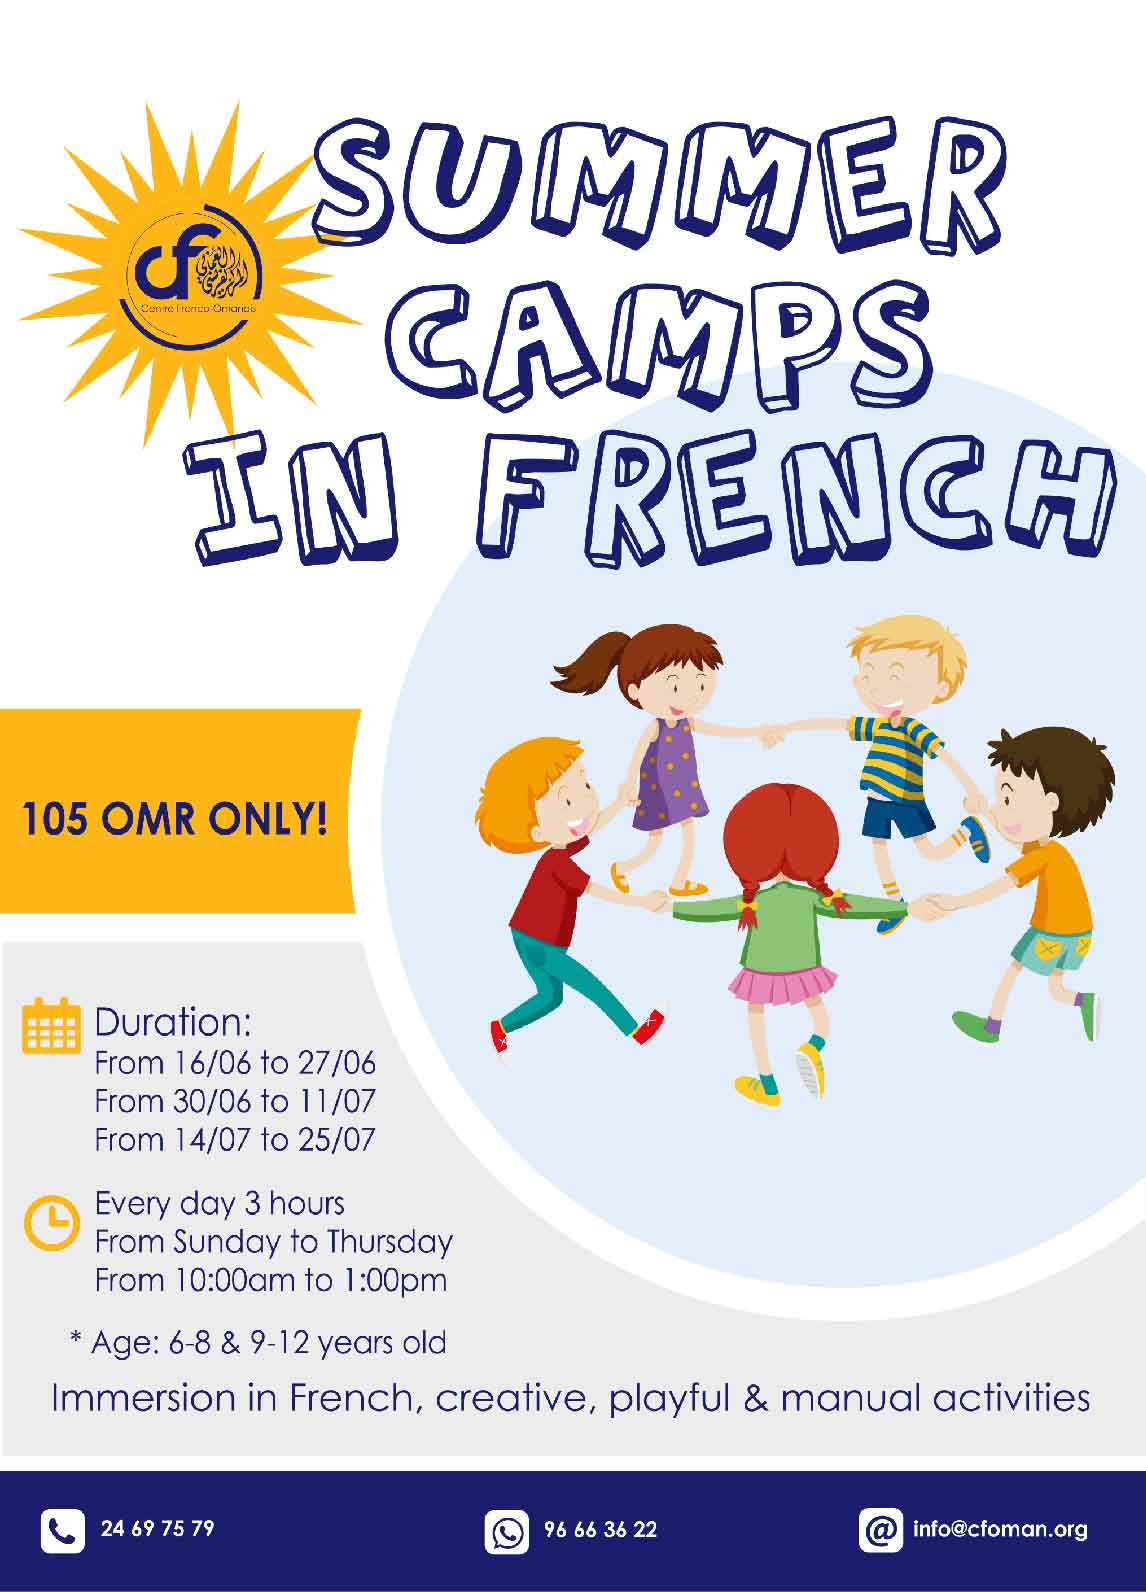 SUMMER
CAMPS
IN FRENCH
cf
Centre Franco-Omanais
105 OMR ONLY!
Duration:
From 16/06 to 27/06
From 30/06 to 11/07
From 14/07 to 25/07
Every day 3 hours
From Sunday to Thursday
From 10:00am to 1:00pm
* Age: 6-8 & 9-12 years old
Immersion in French, creative, playful & manual activities
24 69 75 79
96 66 36 22
info@cfoman.org